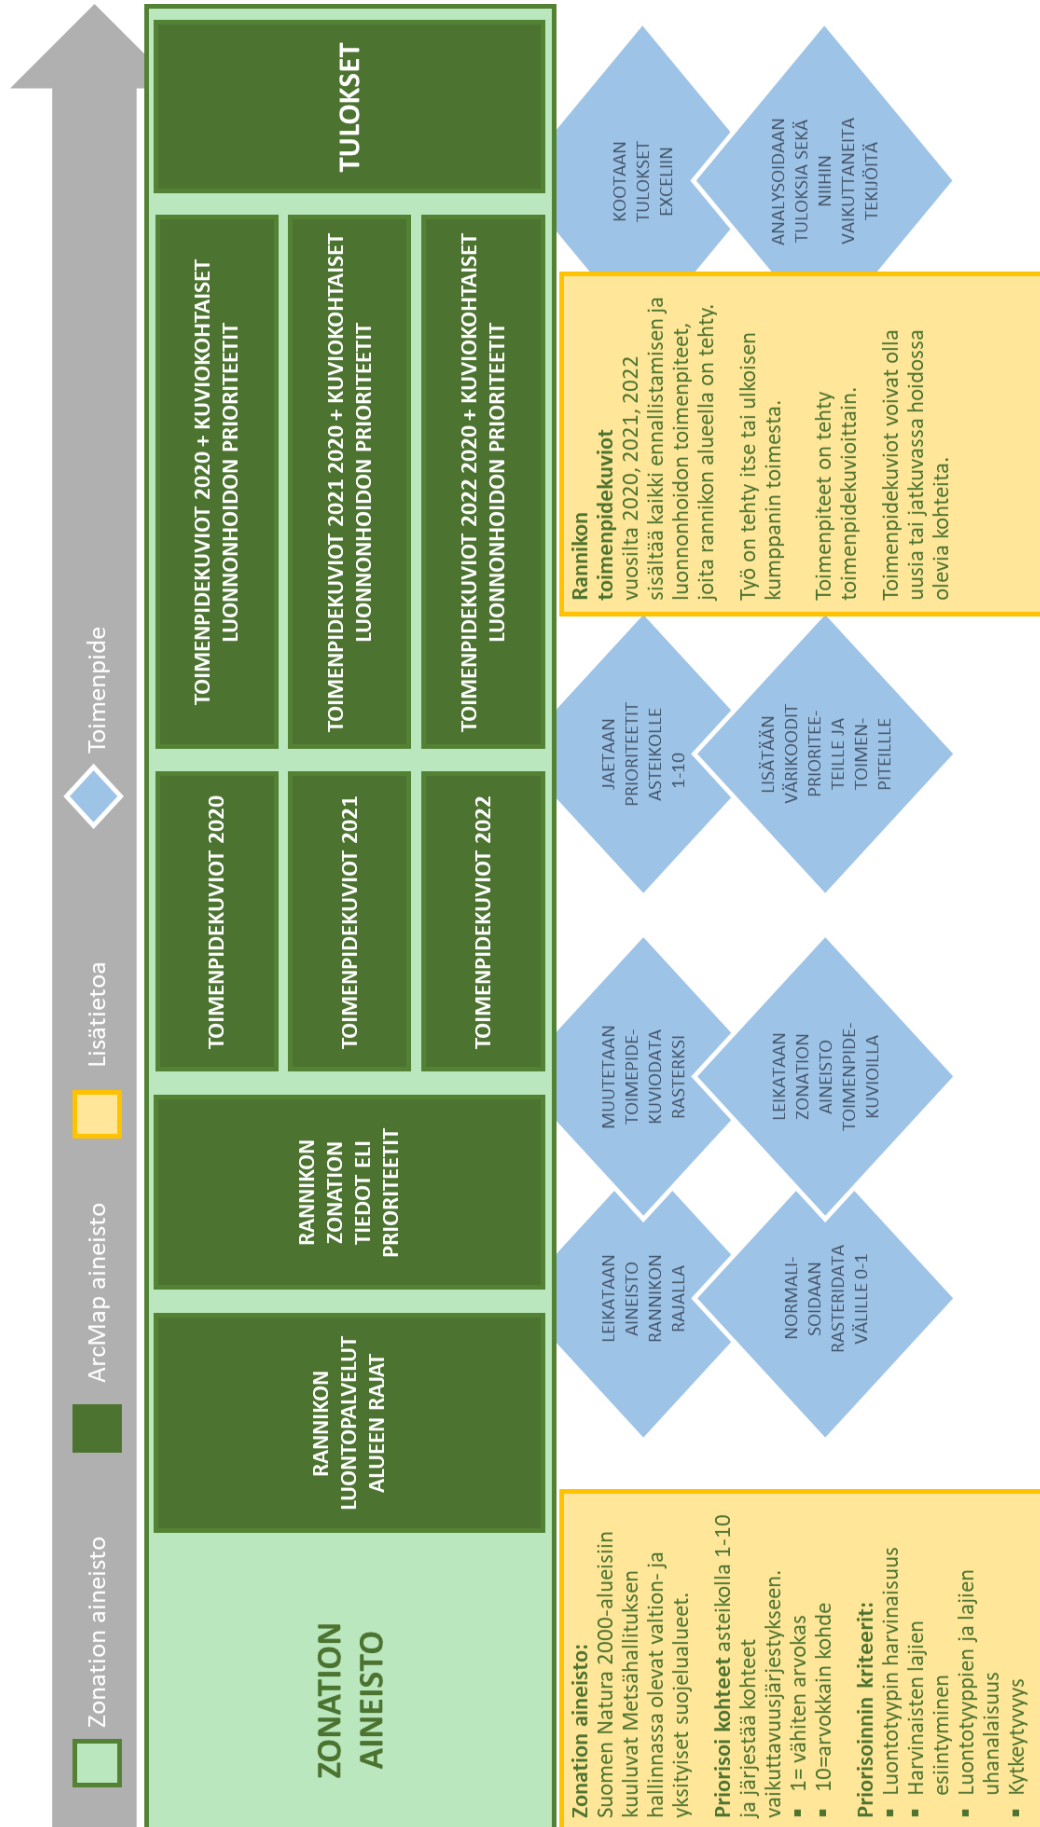 Zonation aineisto
ArcMap aineisto
Lisätietoa
Toimenpide
ZONATION
AINEISTO
RANNIKON
LUONTOPALVELUT
ALUEEN RAJAT
RANNIKON
ZONATION
TIEDOT ELI
PRIORITEETIT
TOIMENPIDEKUVIOT 2020
TOIMENPIDEKUVIOT 2021
TOIMENPIDEKUVIOT 2022
TOIMENPIDEKUVIOT 2020 + KUVIOKOHTAISET
LUONNONHOIDON PRIORITEETIT
TOIMENPIDEKUVIOT 2021 2020 + KUVIOKOHTAISET
LUONNONHOIDON PRIORITEETIT
TOIMENPIDEKUVIOT 2022 2020 + KUVIOKOHTAISET
LUONNONHOIDON PRIORITEETIT
TULOKSET
Zonation aineisto:
Suomen Natura 2000-alueisiin
kuuluvat Metsähallituksen
hallinnassa olevat valtion- ja
yksityiset suojelualueet.
Priorisoi kohteet asteikolla 1-10
ja järjestää kohteet
vaikuttavuusjärjestykseen.
▪ 1= vähiten arvokas
▪ 10=arvokkain kohde
Priorisoinnin kriteerit:
▪ Luontotyypin harvinaisuus
▪ Harvinaisten lajien
esiintyminen
▪ Luontotyyppien ja lajien
uhanalaisuus
▪ Kytkeytyvyys
LEIKATAAN
AINEISTO
RANNIKON
RAJALLA
NORMALI-
SOIDAAN
RASTERIDATA
VÄLILLE 0-1
MUUTETAAN
TOIMEPIDE-
KUVIODATA
RASTERKSI
LEIKATAAN
ZONATION
AINEISTO
TOIMENPIDE-
KUVIOILLA
JAETAAN
PRIORITEETIT
ASTEIKOLLE
1-10
LISÄTÄÄN
VÄRIKOODIT
PRIORITEE-
TEILLE JA
TOIMEN-
PITEILLLE
Rannikon
toimenpidekuviot
vuosilta 2020, 2021, 2022
sisältää kaikki ennallistamisen ja
luonnonhoidon toimenpiteet,
joita rannikon alueella on tehty.
Työ on tehty itse tai ulkoisen
kumppanin toimesta.
Toimenpiteet on tehty
toimenpidekuvioittain.
Toimenpidekuviot voivat olla
uusia tai jatkuvassa hoidossa
olevia kohteita.
KOOTAAN
TULOKSET
EXCELIIN
ANALYSOIDAAN
TULOKSIA SEKÄ
NIIHIN
VAIKUTTANEITA
TEKIJÖITÄ